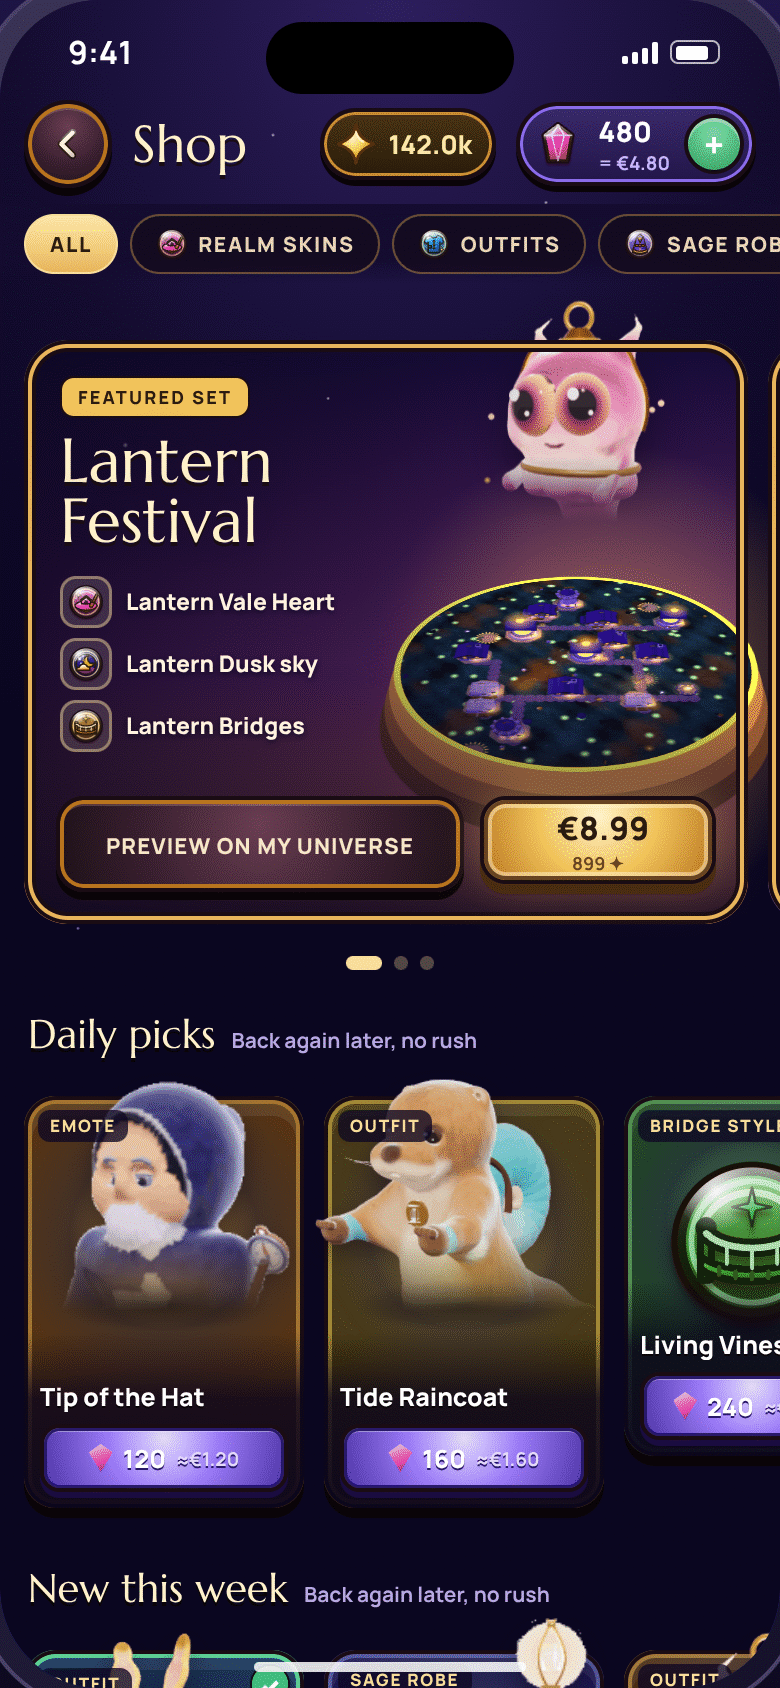 9:41
Shop
142.0k
480
= €4.80
ALL
REALM SKINS
OUTFITS
SAGE ROB
FEATURED SET
Lantern
Festival
Lantern Vale Heart
Lantern Dusk sky
Lantern Bridges
PREVIEW ON MY UNIVERSE
€8.99
899 ✦
Daily picks
Back again later, no rush
EMOTE
OUTFIT
BRIDGE STYLE
Tip of the Hat
Tide Raincoat
Living Vines
120 ≈€1.20
160 ≈€1.60
240 ≈
New this week
Back again later, no rush
OUTFIT
SAGE ROBE
OUTFIT